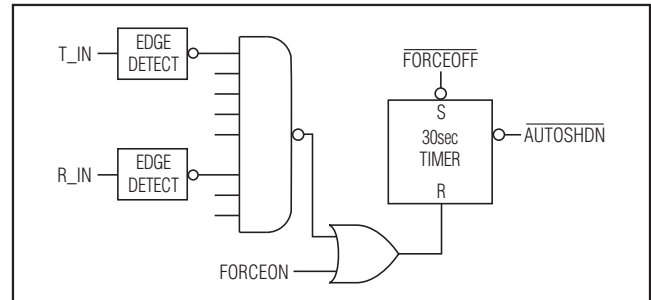 T_IN
EDGE
DETECT
R_IN
EDGE
DETECT
FORCEON
FORCEOFF
S
30sec
TIMER
R
AUTOSHDN